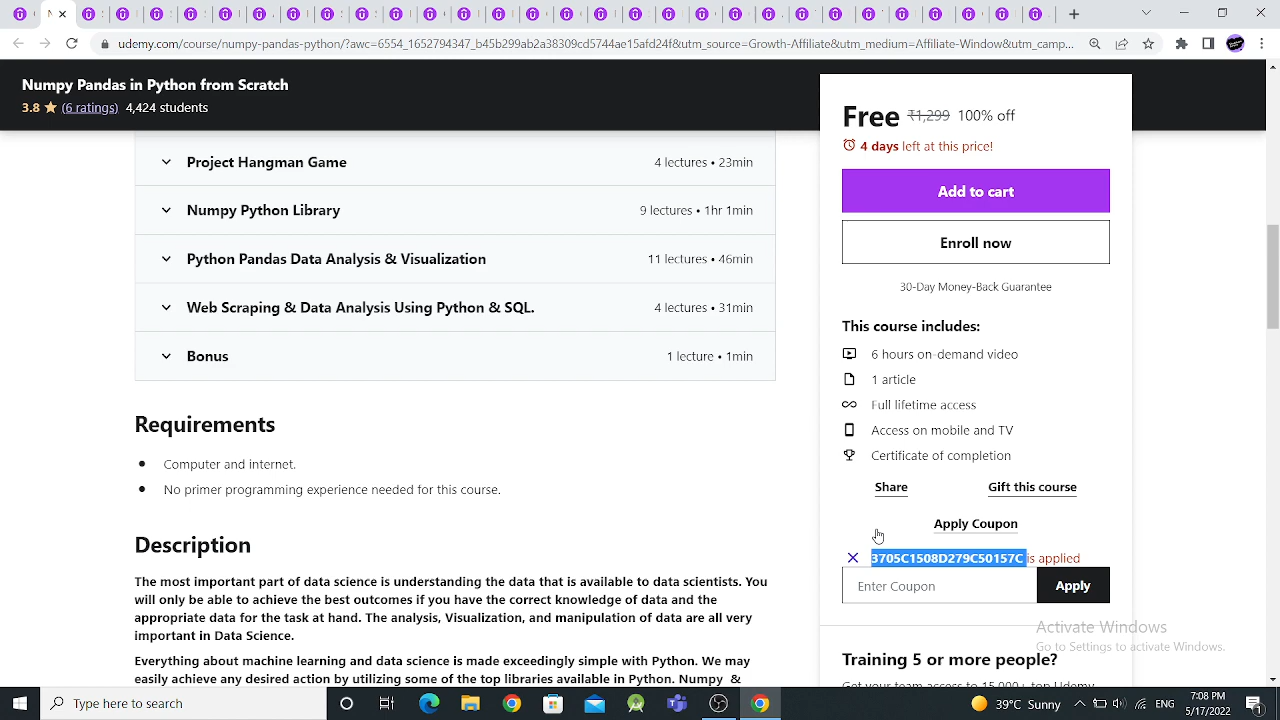 udemy.com/course/numpy-pandas/?awc=6554_1652794347_
Numpy Pandas in Python from Scratch
3.8 (6 ratings) 4,424 students
Free ₹1,299 100% off
4 days left at this price!
Add to cart
Enroll now
30-Day Money-Back Guarantee
This course includes:
6 hours on-demand video
1 article
Full lifetime access
Access on mobile and TV
Certificate of completion
Share Gift this course
Apply Coupon
3705C1508D279C50157C is applied
Enter Coupon Apply
Training 5 or more people?
Get your team access to 15,000+ top Udemy
Project Hangman Game 4 lectures • 23min
Numpy Python Library 9 lectures • 1hr 1min
Python Pandas Data Analysis & Visualization 11 lectures • 46min
Web Scraping & Data Analysis Using Python & SQL. 4 lectures • 31min
Bonus 1 lecture • 1min
Requirements
• Computer and internet.
• No primer programming experience needed for this course.
Description
The most important part of data science is understanding the data that is available to data scientists. You
will only be able to achieve the best outcomes if you have the correct knowledge of data and the
appropriate data for the task at hand. The analysis, Visualization, and manipulation of data are all very
important in Data Science.
Everything about machine learning and data science is made exceedingly simple with Python. We may
easily achieve any desired action by utilizing some of the top libraries available in Python. Numpy &
Activate Windows
Go to Settings to activate Windows.
Type here to search
39°C Sunny
ENG
7:08 PM
5/17/2022